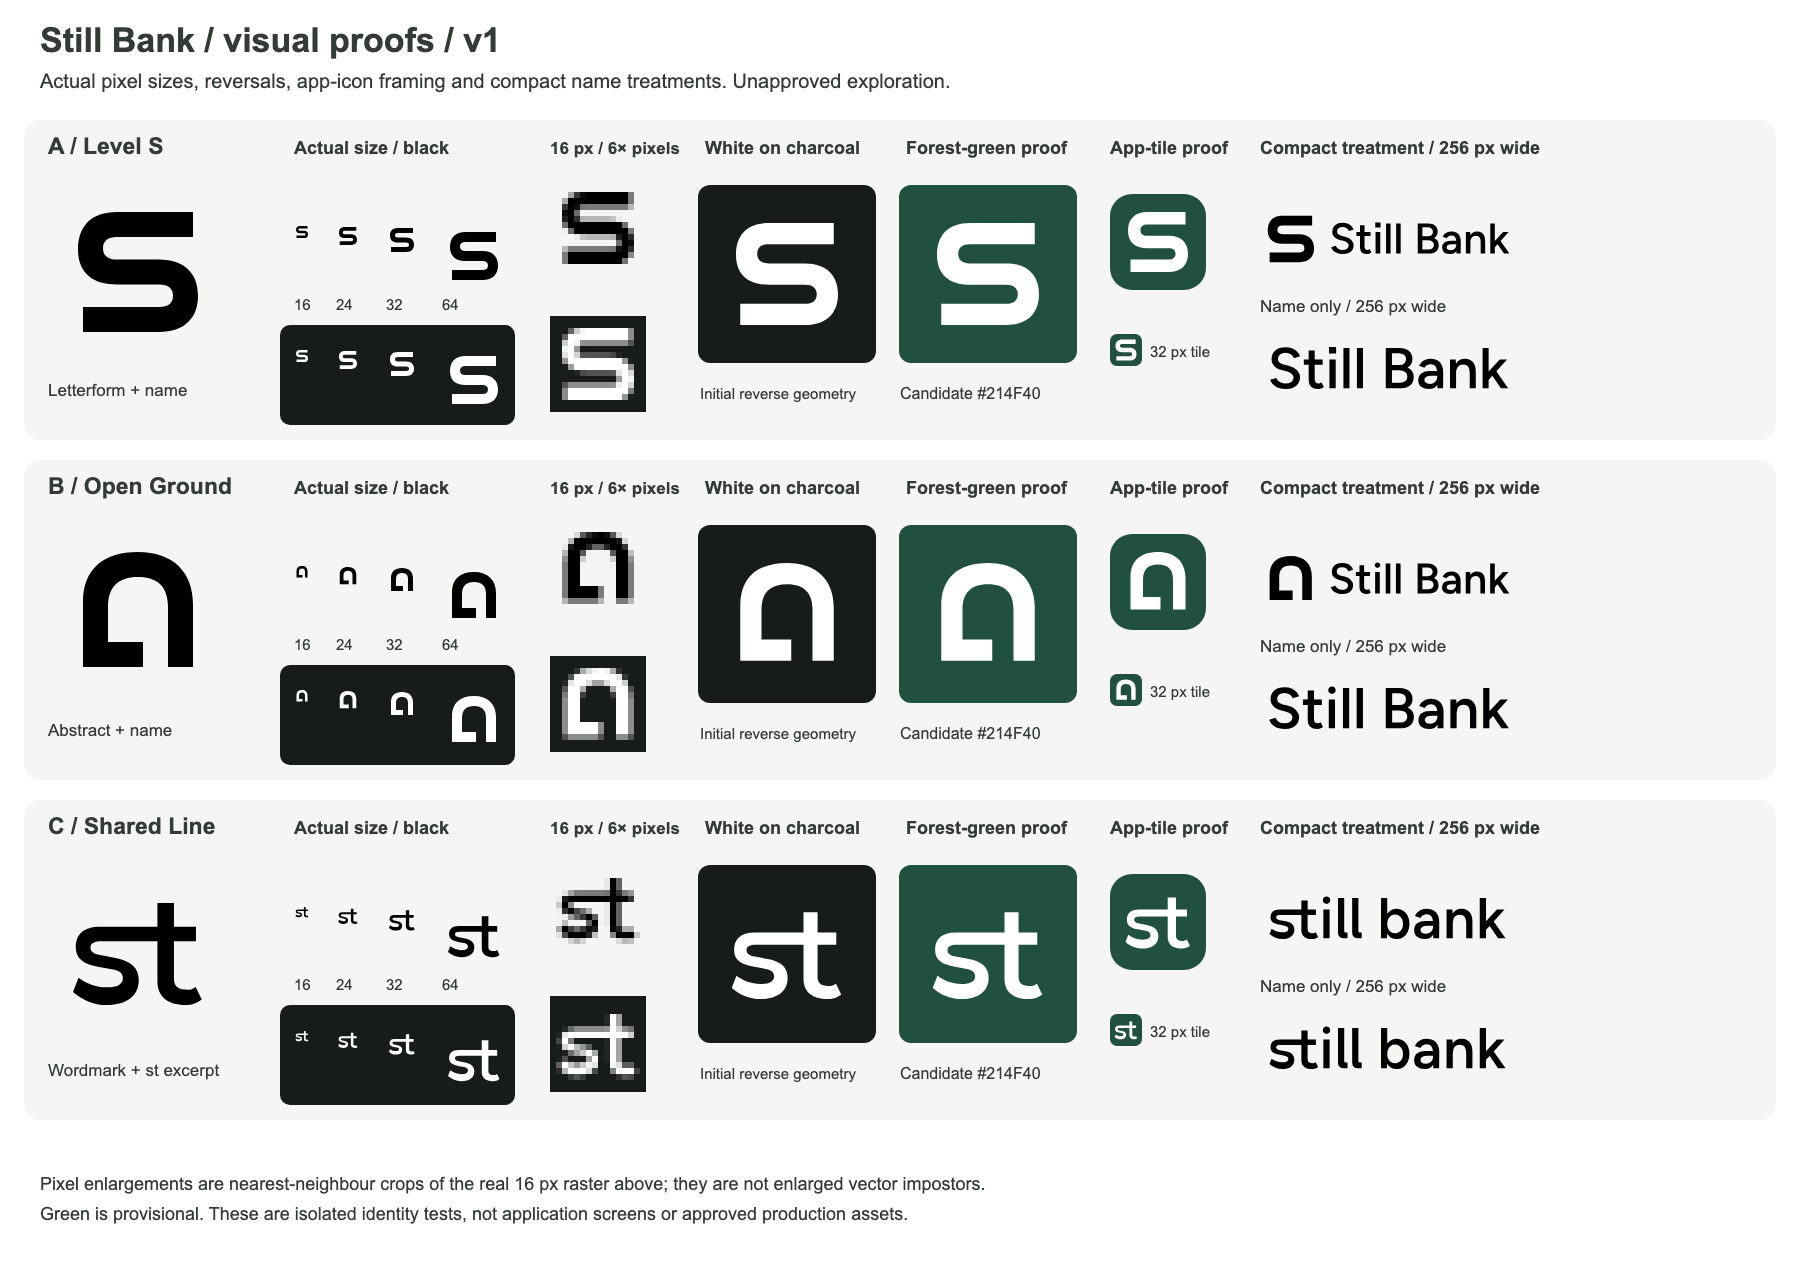 Still Bank / visual proofs / v1
Actual pixel sizes, reversals, app-icon framing and compact name treatments. Unapproved exploration.
A / Level S
Actual size / black
16 px / 6× pixels
White on charcoal
Forest-green proof
App-tile proof
Compact treatment / 256 px wide
S
S S S S
S
S
S
S
S Still Bank
16 24 32 64
Name only / 256 px wide
S S S S
S
S 32 px tile
Still Bank
Letterform + name
Initial reverse geometry
Candidate #214F40
B / Open Ground
Actual size / black
16 px / 6× pixels
White on charcoal
Forest-green proof
App-tile proof
Compact treatment / 256 px wide
Still Bank
16 24 32 64
Name only / 256 px wide
32 px tile
Still Bank
Abstract + name
Initial reverse geometry
Candidate #214F40
C / Shared Line
Actual size / black
16 px / 6× pixels
White on charcoal
Forest-green proof
App-tile proof
Compact treatment / 256 px wide
st
st st st st
st
st
st
st
still bank
16 24 32 64
Name only / 256 px wide
st st st st
st
st 32 px tile
still bank
Wordmark + st excerpt
Initial reverse geometry
Candidate #214F40
Pixel enlargements are nearest-neighbour crops of the real 16 px raster above; they are not enlarged vector impostors.
Green is provisional. These are isolated identity tests, not application screens or approved production assets.